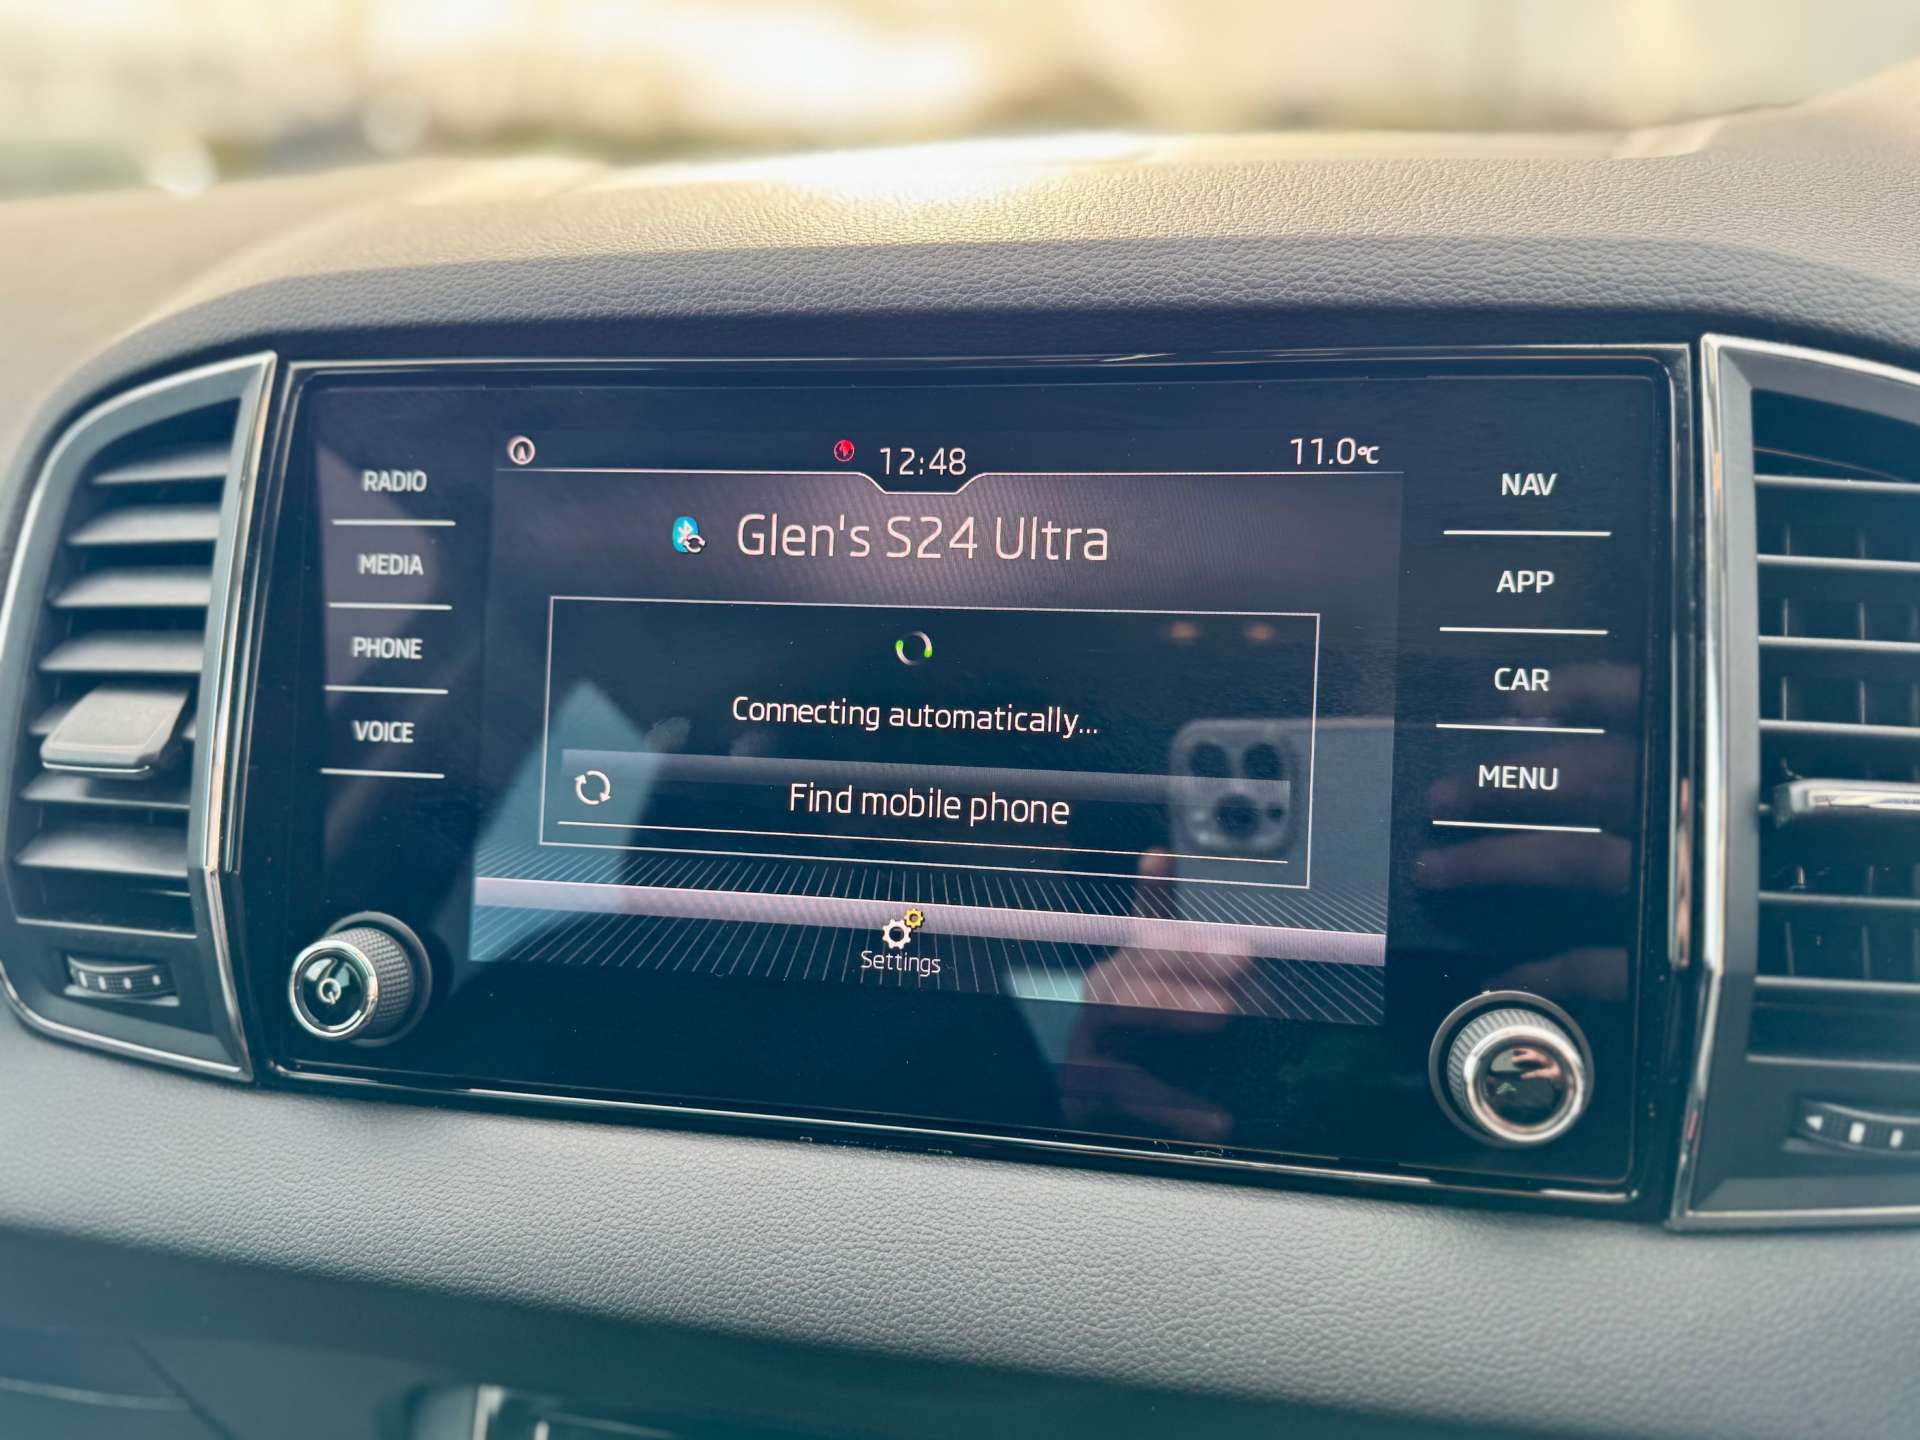 12:48
11.0°C
RADIO
MEDIA
PHONE
VOICE
Glen's S24 Ultra
Connecting automatically...
Find mobile phone
Settings
NAV
APP
CAR
MENU